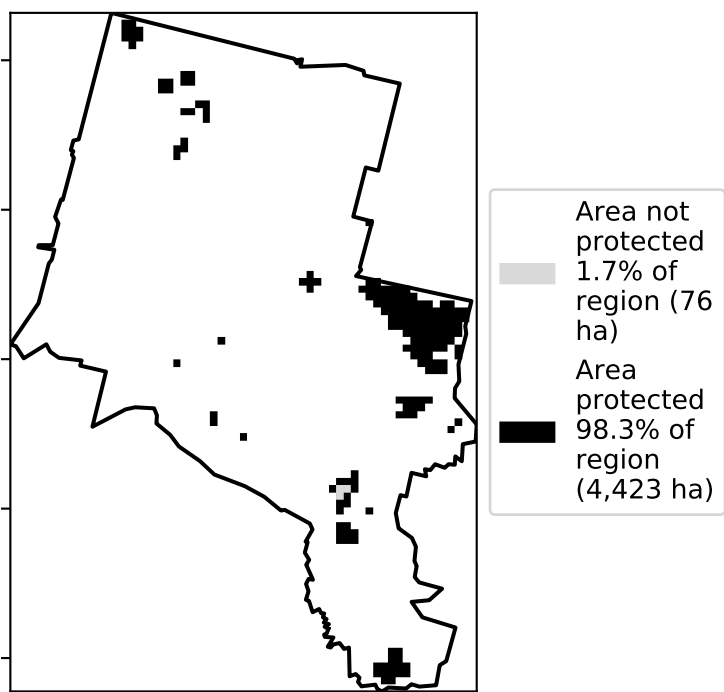 Area not
protected
1.7% of
region (76
ha)
Area
protected
98.3% of
region
(4,423 ha)